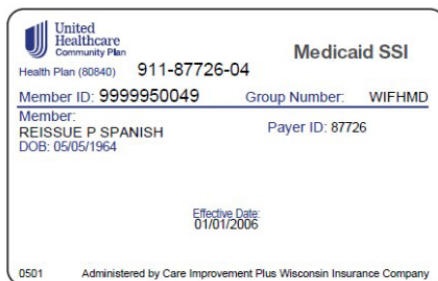 United
Healthcare
Community Plan
Medicaid SSI
Health Plan (80840) 911-87726-04
Member ID: 9999950049 Group Number: WIFHMD
Member:
REISSUE P SPANISH Payer ID: 87726
DOB: 05/05/1964
Effective Date:
01/01/2006
0501 Administered by Care Improvement Plus Wisconsin Insurance Company